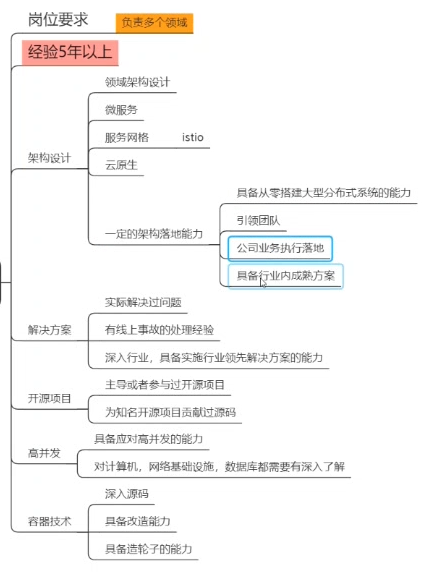 岗位要求
负责多个领域
经验5年以上
架构设计
领域架构设计
微服务
服务网格
istio
云原生
一定的架构落地能力
具备从零搭建大型分布式系统的能力
引领团队
公司业务执行落地
具备行业内成熟方案
解决方案
实际解决过问题
有线上事故的处理经验
深入行业，具备实施行业领先解决方案的能力
开源项目
主导或者参与过开源项目
为知名开源项目贡献过源码
高并发
具备应对高并发的能力
对计算机，网络基础设施，数据库都需要有深入了解
容器技术
深入源码
具备改造能力
具备造轮子的能力